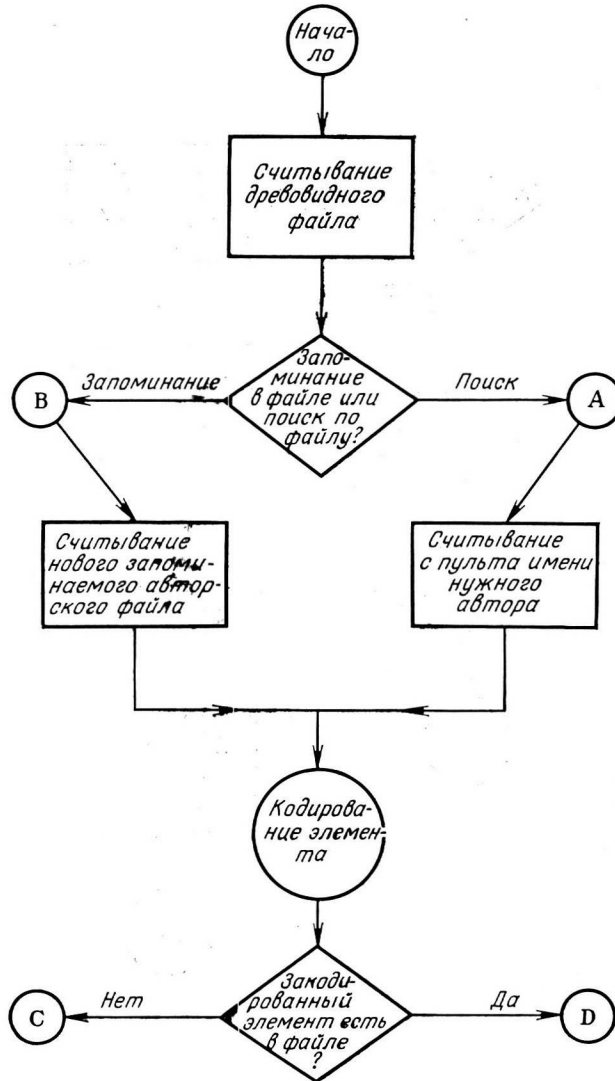 Нача-
ло
Считывание
древовидного
файла
Запо-
минание
в файле или
поиск по
файлу?
Запоминание
Поиск
В
А
Считывание
нового запоми-
наемого автор-
ского файла
Считывание
с пульта имени
нужного
автора
Кодирова-
ние элемен-
та
Закоди-
рованный
элемент есть
в файле
?
Нет
Да
С
D